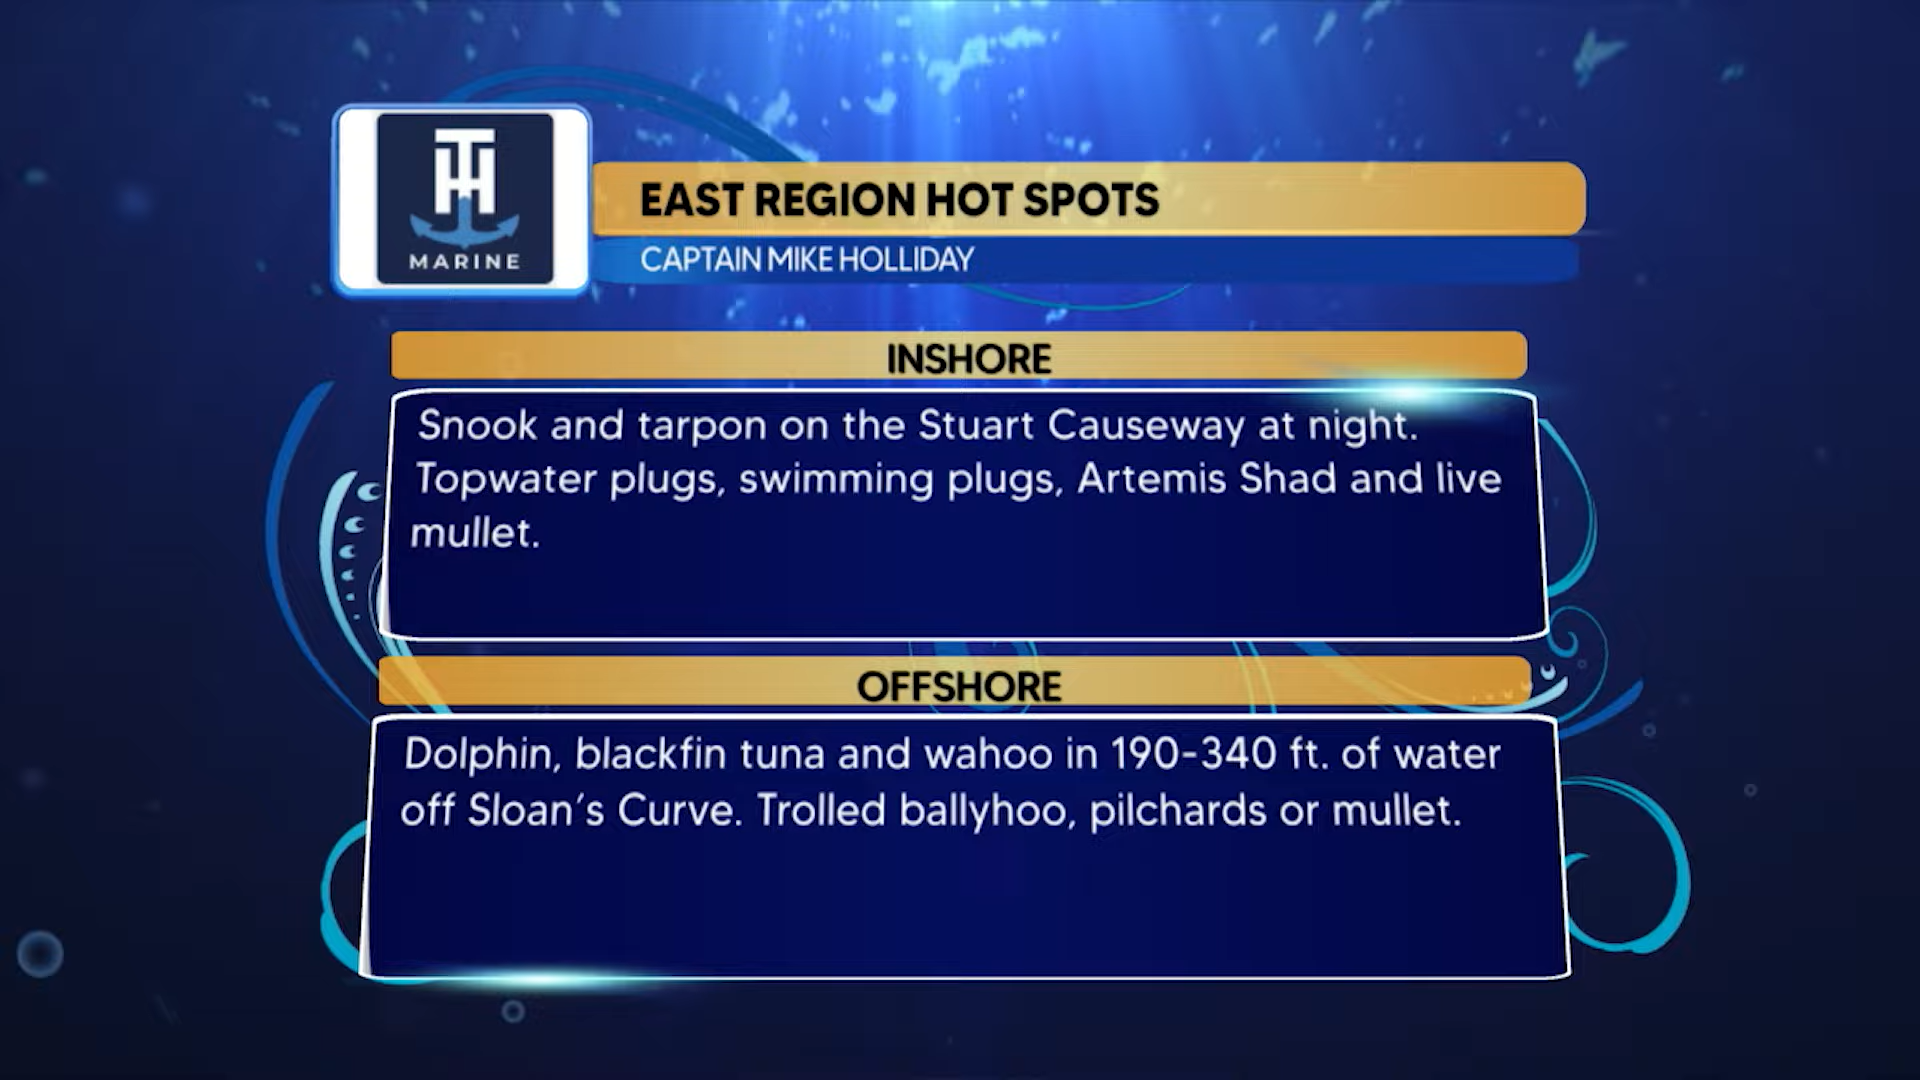 TH
MARINE
EAST REGION HOT SPOTS
CAPTAIN MIKE HOLLIDAY
INSHORE
Snook and tarpon on the Stuart Causeway at night.
Topwater plugs, swimming plugs, Artemis Shad and live
mullet.
OFFSHORE
Dolphin, blackfin tuna and wahoo in 190-340 ft. of water
off Sloan's Curve. Trolled ballyhoo, pilchards or mullet.